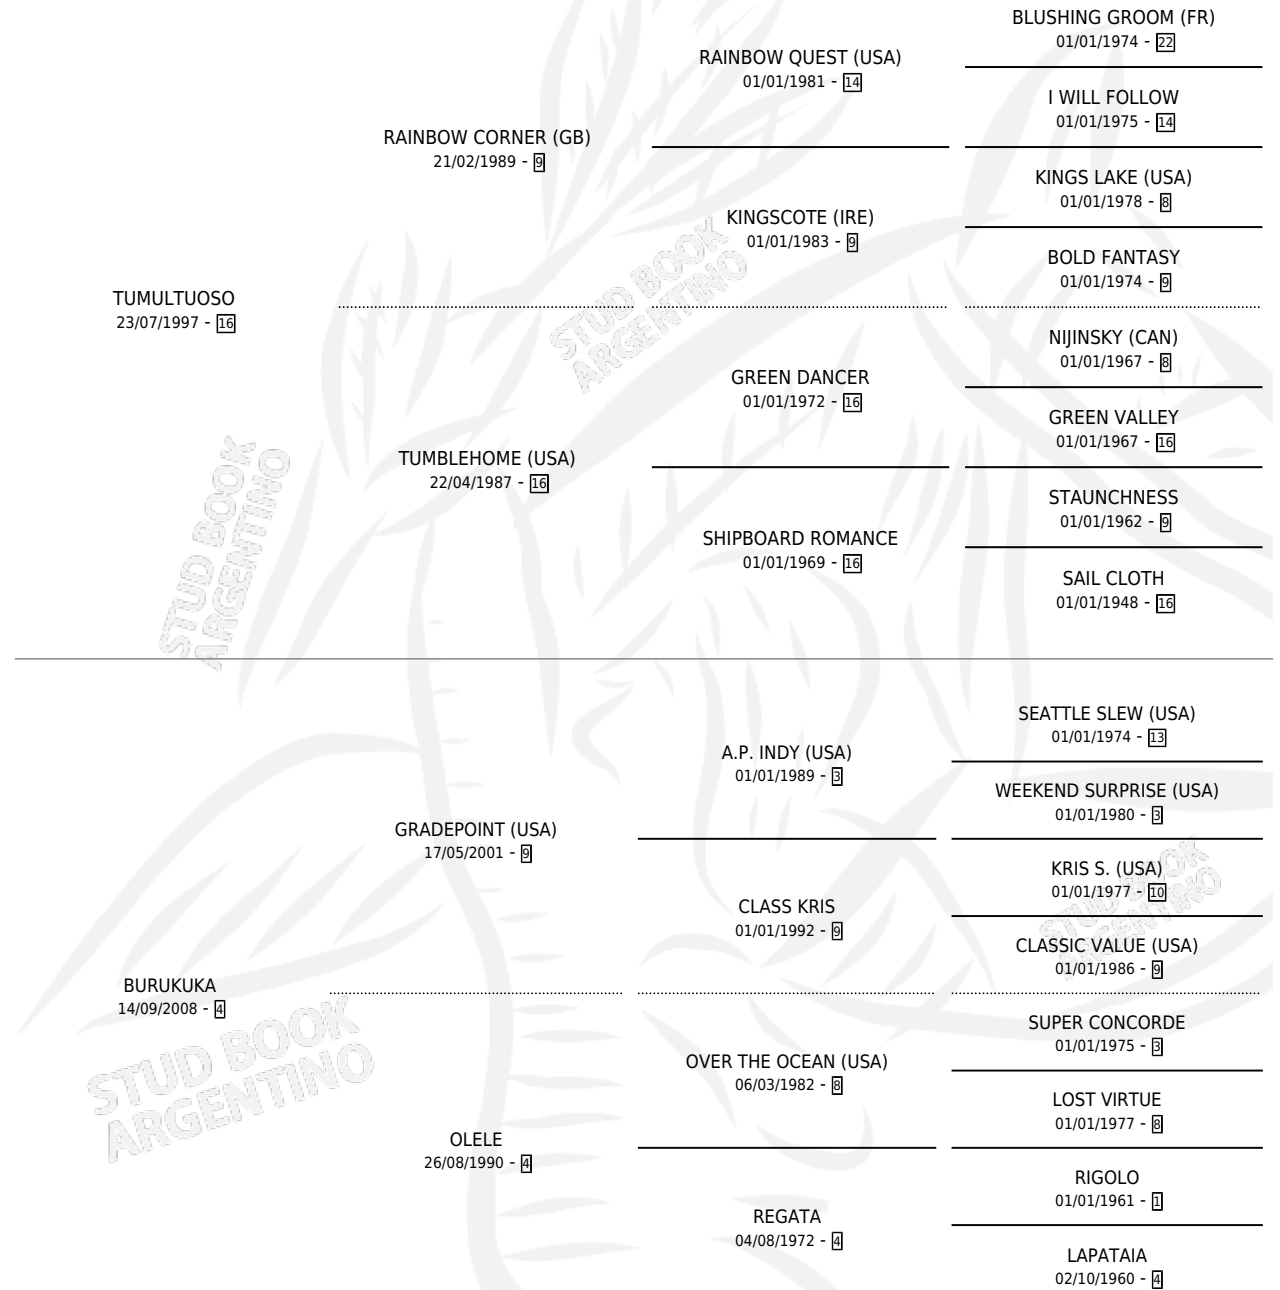 BLUSHING GROOM (FR)
01/01/1974 - 22
RAINBOW QUEST (USA)
01/01/1981 - 14
I WILL FOLLOW
01/01/1975 - 14
RAINBOW CORNER (GB)
21/02/1989 - 9
KINGS LAKE (USA)
01/01/1978 - 8
KINGSCOTE (IRE)
01/01/1983 - 9
BOLD FANTASY
01/01/1974 - 9
TUMULTUOSO
23/07/1997 - 16
NIJINSKY (CAN)
01/01/1967 - 8
GREEN DANCER
01/01/1972 - 16
GREEN VALLEY
01/01/1967 - 16
TUMBLEHOME (USA)
22/04/1987 - 16
STAUNCHNESS
01/01/1962 - 9
SHIPBOARD ROMANCE
01/01/1969 - 16
SAIL CLOTH
01/01/1948 - 16
SEATTLE SLEW (USA)
01/01/1974 - 13
A.P. INDY (USA)
01/01/1989 - 3
WEEKEND SURPRISE (USA)
01/01/1980 - 3
GRADEPOINT (USA)
17/05/2001 - 9
KRIS S. (USA)
01/01/1977 - 10
CLASS KRIS
01/01/1992 - 9
CLASSIC VALUE (USA)
01/01/1986 - 9
BURUKUKA
14/09/2008 - 4
SUPER CONCORDE
01/01/1975 - 3
OVER THE OCEAN (USA)
06/03/1982 - 8
LOST VIRTUE
01/01/1977 - 8
OLELE
26/08/1990 - 4
RIGOLO
01/01/1961 - 1
REGATA
04/08/1972 - 4
LAPATAIA
02/10/1960 - 4
STUD BOOK
ARGENTINO
STUD BOOK
ARGENTINO
STUD BOOK
ARGENTINO
STUD BOOK
ARGENTINO